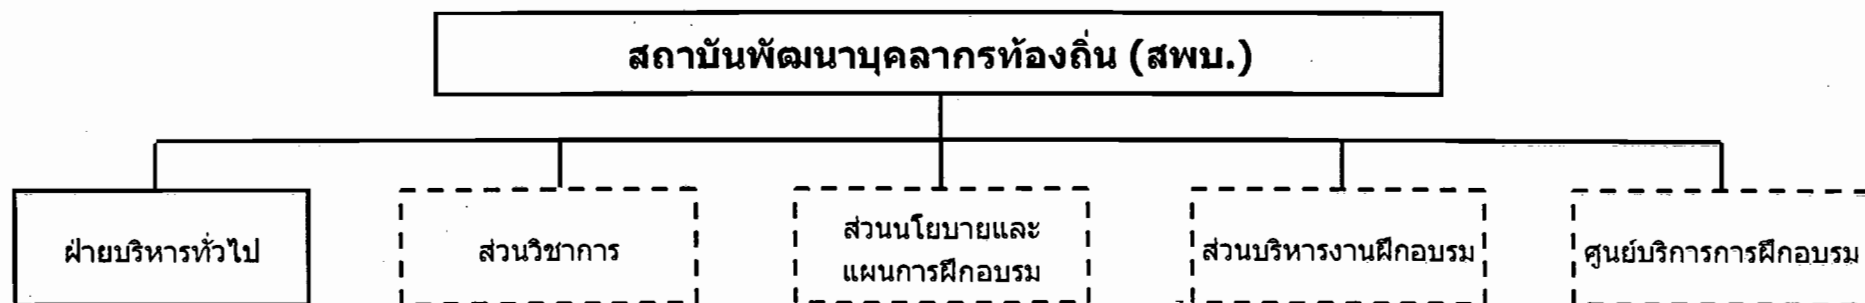 สถาบันพัฒนาบุคลากรท้องถิ่น (สพบ.)
ฝ่ายบริหารทั่วไป
ส่วนวิชาการ
ส่วนนโยบายและ
แผนการฝึกอบรม
ส่วนบริหารงานฝึกอบรม
ศูนย์บริการการฝึกอบรม